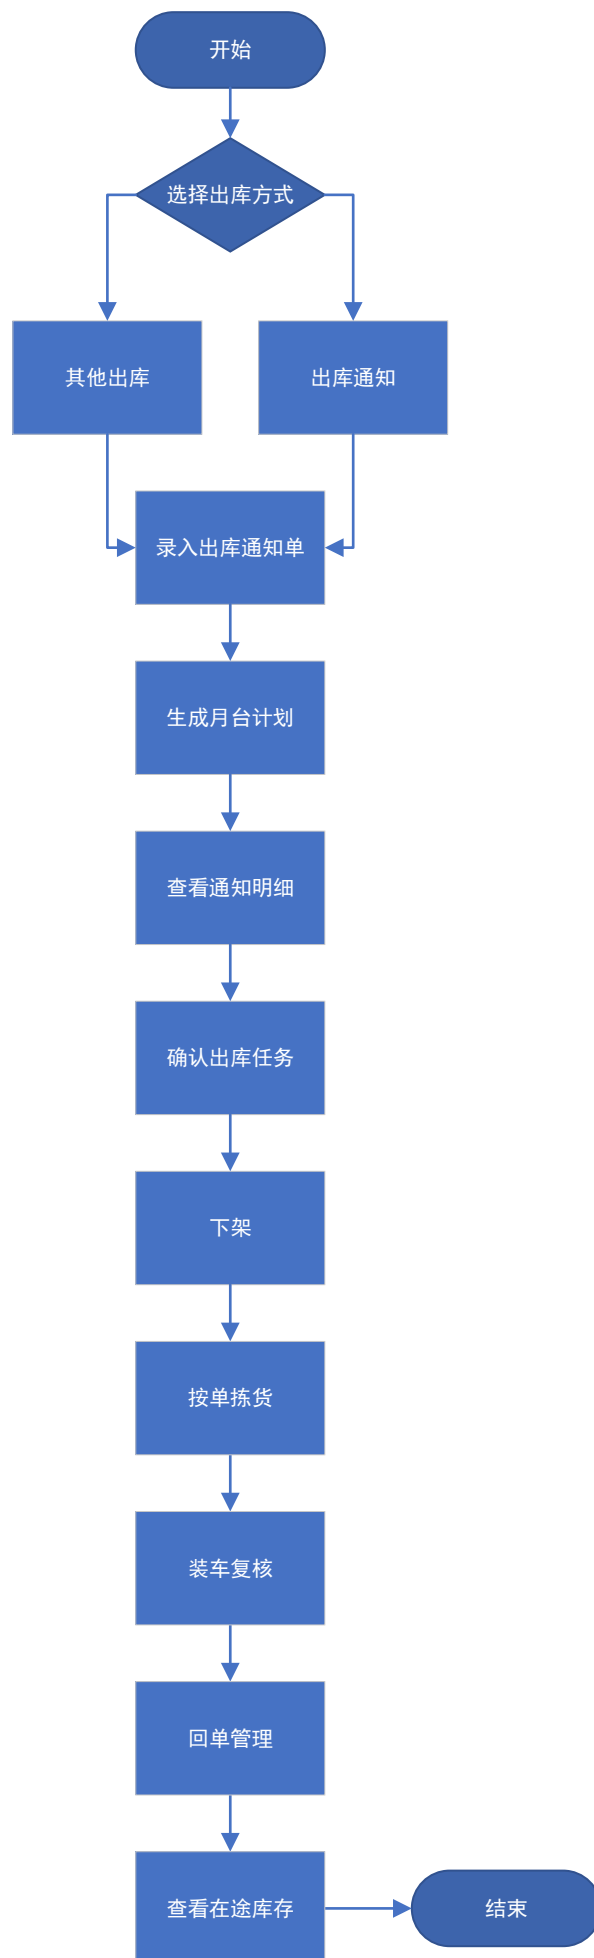 开始
选择出库方式
其他出库
出库通知
录入出库通知单
生成月台计划
查看通知明细
确认出库任务
下架
按单拣货
装车复核
回单管理
查看在途库存
结束